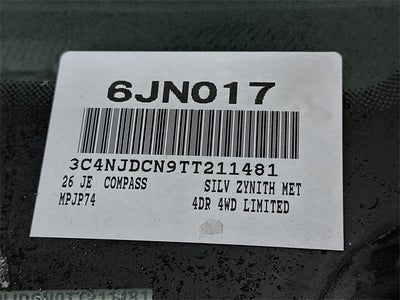 6JN017
3C4NJDCN9TT211481
26 JE COMPASS SILV ZYNITH MET
MPJP74 4DR 4WD LIMITED